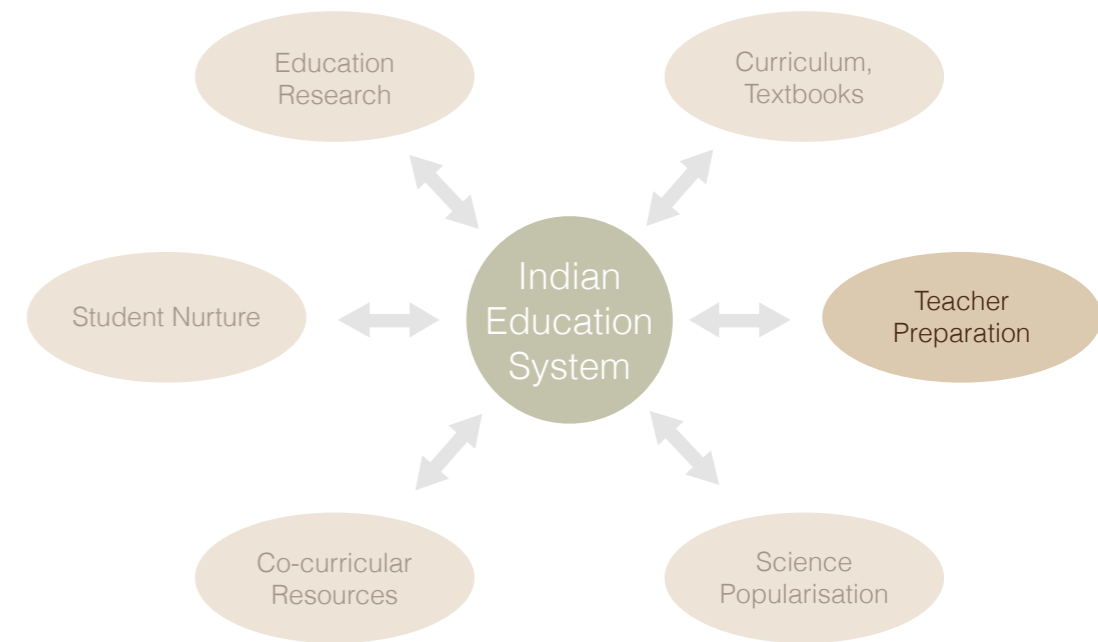 Education
Research
Curriculum,
Textbooks
Indian
Education
System
Student Nurture
Teacher
Preparation
Co-curricular
Resources
Science
Popularisation